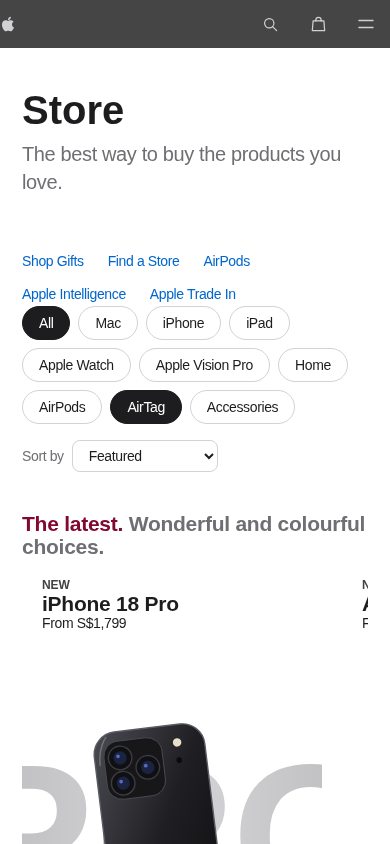 Store
The best way to buy the products you
love.
Shop Gifts Find a Store AirPods
Apple Intelligence Apple Trade In
All Mac iPhone iPad
Apple Watch Apple Vision Pro Home
AirPods AirTag Accessories
Sort by Featured
The latest. Wonderful and colourful
choices.
NEW
iPhone 18 Pro
From S$1,799